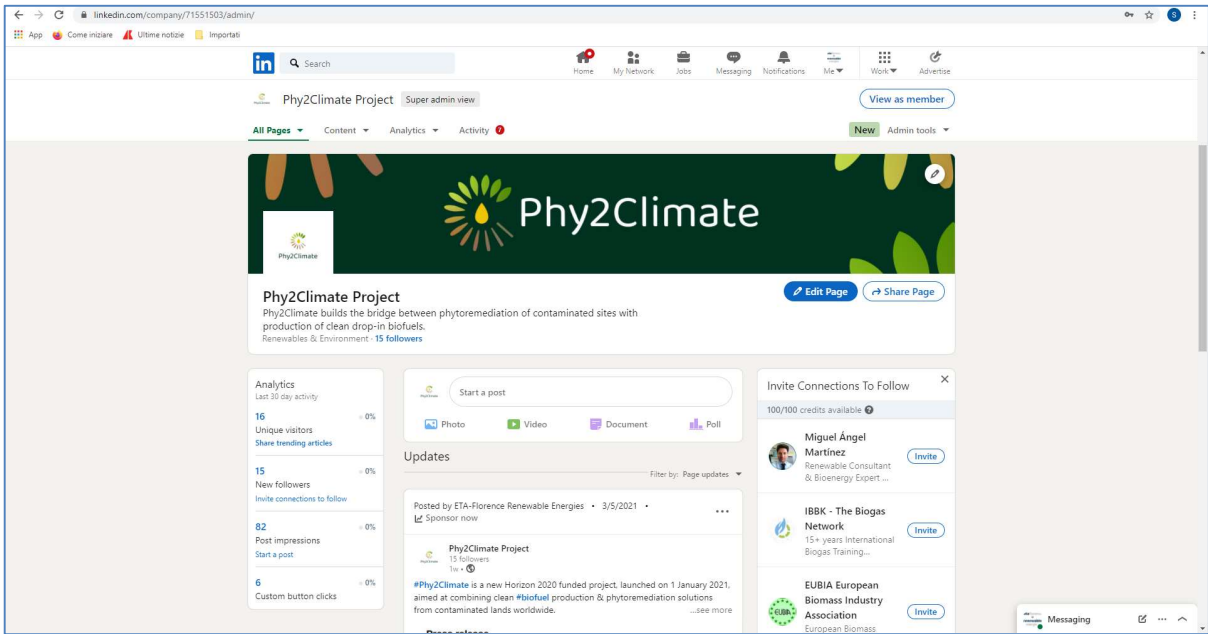 linkedin.com/company/71551503/admin/
S
App
Come iniziare
Ultime notizie
Importati
in
Search
Home
My Network
Jobs
Messaging
Notifications
Me
Work
Advertise
Phy2Climate Project
Super admin view
View as member
All Pages
Content
Analytics
Activity 7
New
Admin tools
Phy2Climate
Phy2Climate
Edit Page
Share Page
Phy2Climate Project
Phy2Climate builds the bridge between phytoremediation of contaminated sites with
production of clean drop-in biofuels.
Renewables & Environment · 15 followers
Analytics
Last 30 day activity
16
0%
Unique visitors
Share trending articles
15
0%
New followers
Invite connections to follow
82
0%
Post impressions
Start a post
6
0%
Custom button clicks
Start a post
Photo
Video
Document
Poll
Updates
Filter by: Page updates
Posted by ETA-Florence Renewable Energies • 3/5/2021 •
Sponsor now
Phy2Climate Project
15 followers
1w •
#Phy2Climate is a new Horizon 2020 funded project, launched on 1 January 2021,
aimed at combining clean #biofuel production & phytoremediation solutions
from contaminated lands worldwide.
...see more
Press release
Invite Connections To Follow
100/100 credits available ?
Miguel Ángel
Martínez
Renewable Consultant
& Bioenergy Expert ...
Invite
IBBK - The Biogas
Network
15+ years International
Biogas Training...
Invite
EUBIA
EUBIA European
Biomass Industry
Association
European Biomass
Invite
Messaging